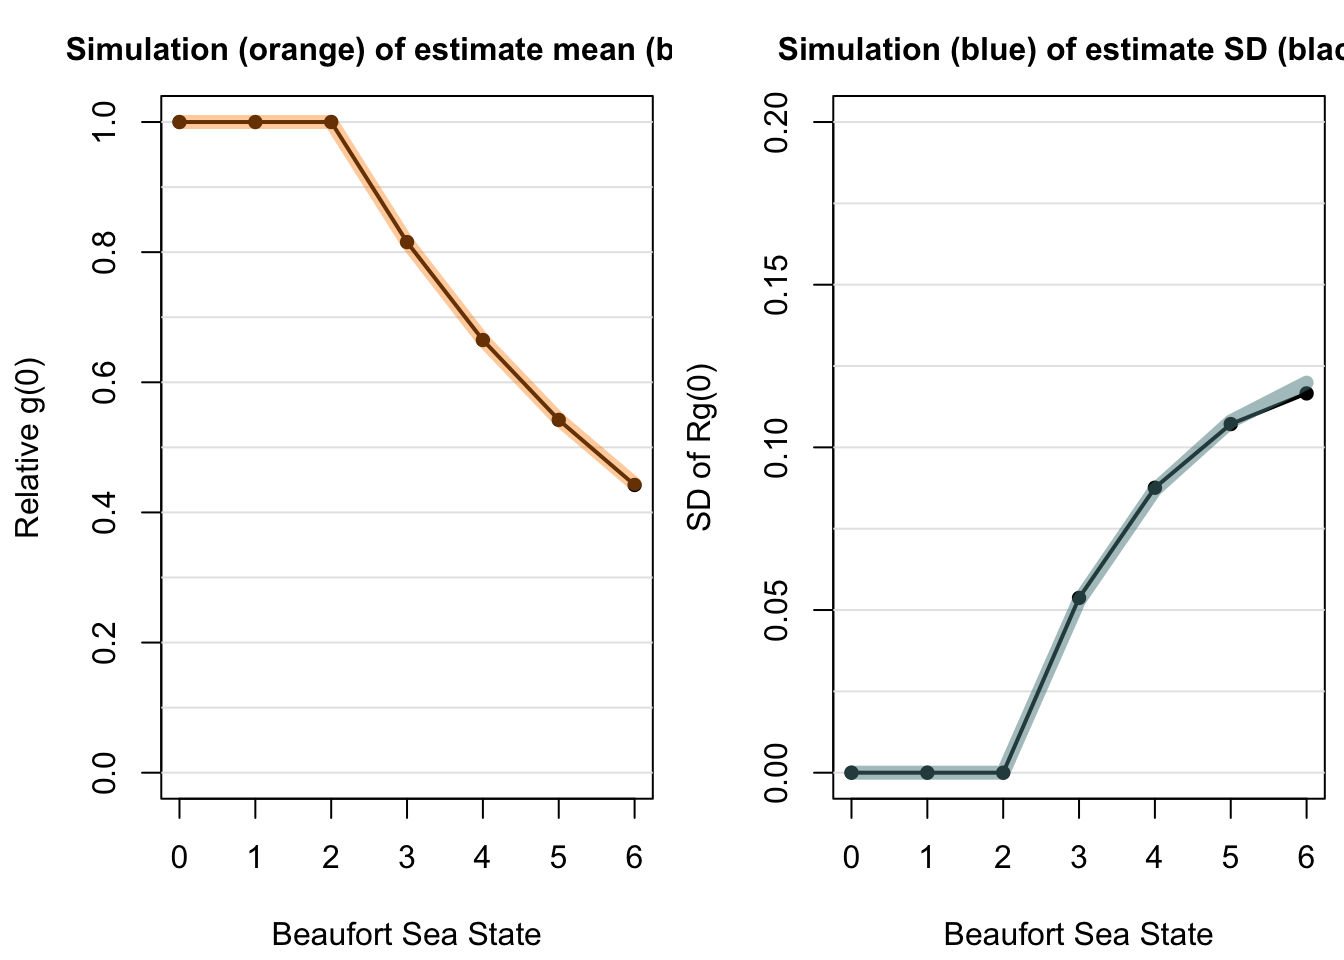 Simulation (orange) of estimate mean (b
Relative g(0)
1.0
0.8
0.6
0.4
0.2
0.0
0 1 2 3 4 5 6
Beaufort Sea State
Simulation (blue) of estimate SD (blac
SD of Rg(0)
0.20
0.15
0.10
0.05
0.00
0 1 2 3 4 5 6
Beaufort Sea State